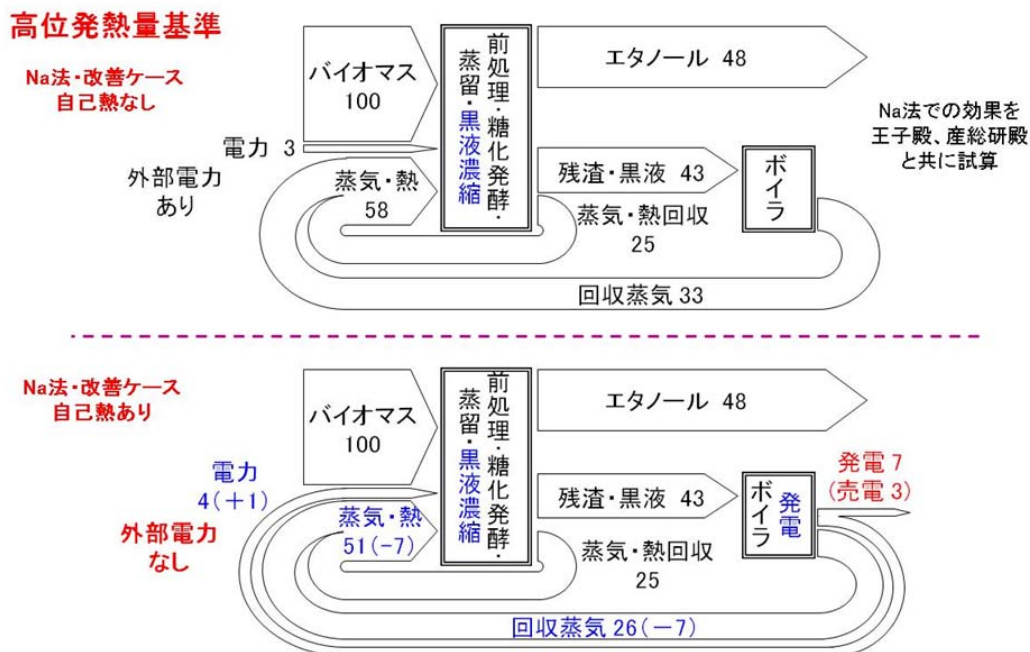 高位発熱量基準
Na法・改善ケース
自己熱なし
バイオマス
100
電力 3
外部電力
あり
蒸気・熱
58
前処理・糖化発酵・
蒸留・黒液濃縮
エタノール 48
残渣・黒液 43
ボイラ
蒸気・熱回収
25
回収蒸気 33
Na法での効果を
王子殿、産総研殿
と共に試算
Na法・改善ケース
自己熱あり
バイオマス
100
電力
4(+1)
外部電力
なし
蒸気・熱
51(-7)
前処理・糖化発酵・
蒸留・黒液濃縮
エタノール 48
残渣・黒液 43
発電
ボイラ
発電 7
(売電 3)
蒸気・熱回収
25
回収蒸気 26(-7)